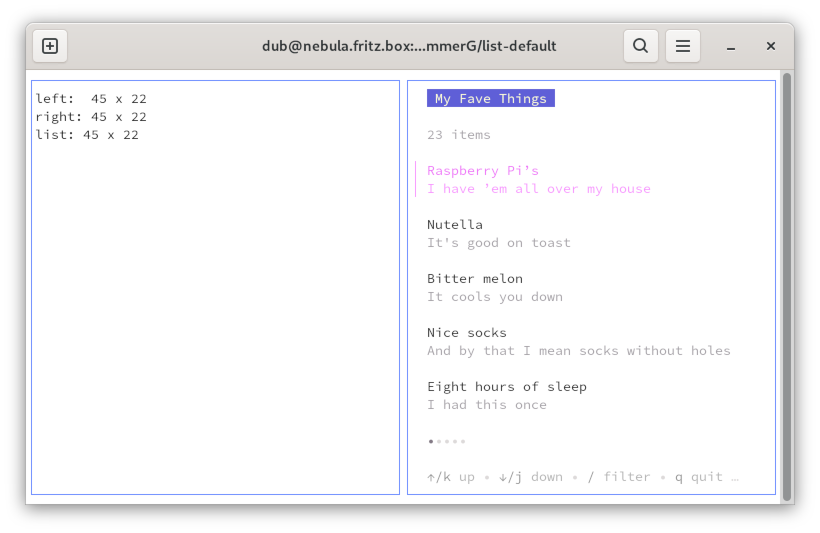 dub@nebula.fritz.box:...mmerG/list-default
left:  45 x 22
right: 45 x 22
list: 45 x 22
My Fave Things
23 items
Raspberry Pi’s
I have ’em all over my house
Nutella
It's good on toast
Bitter melon
It cools you down
Nice socks
And by that I mean socks without holes
Eight hours of sleep
I had this once
•••••
↑/k up • ↓/j down • / filter • q quit …